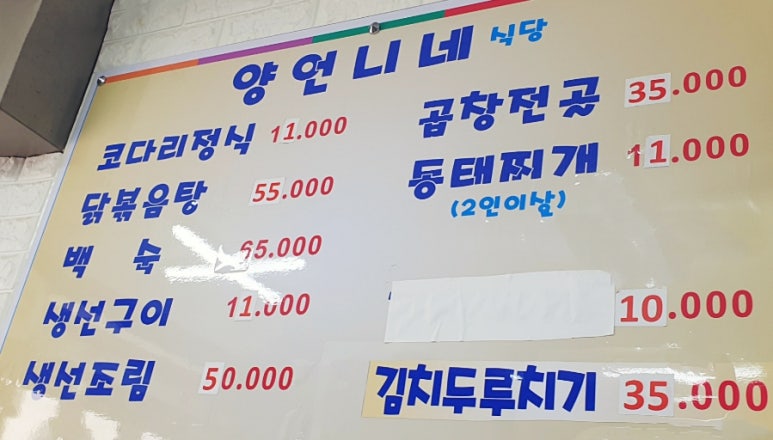 양언니네 식당
코다리정식 11.000
닭볶음탕 55.000
백숙 65.000
생선구이 11.000
생선조림 50.000
곱창전골 35.000
동태찌개 11.000
(2인이상)
10.000
김치두루치기 35.000